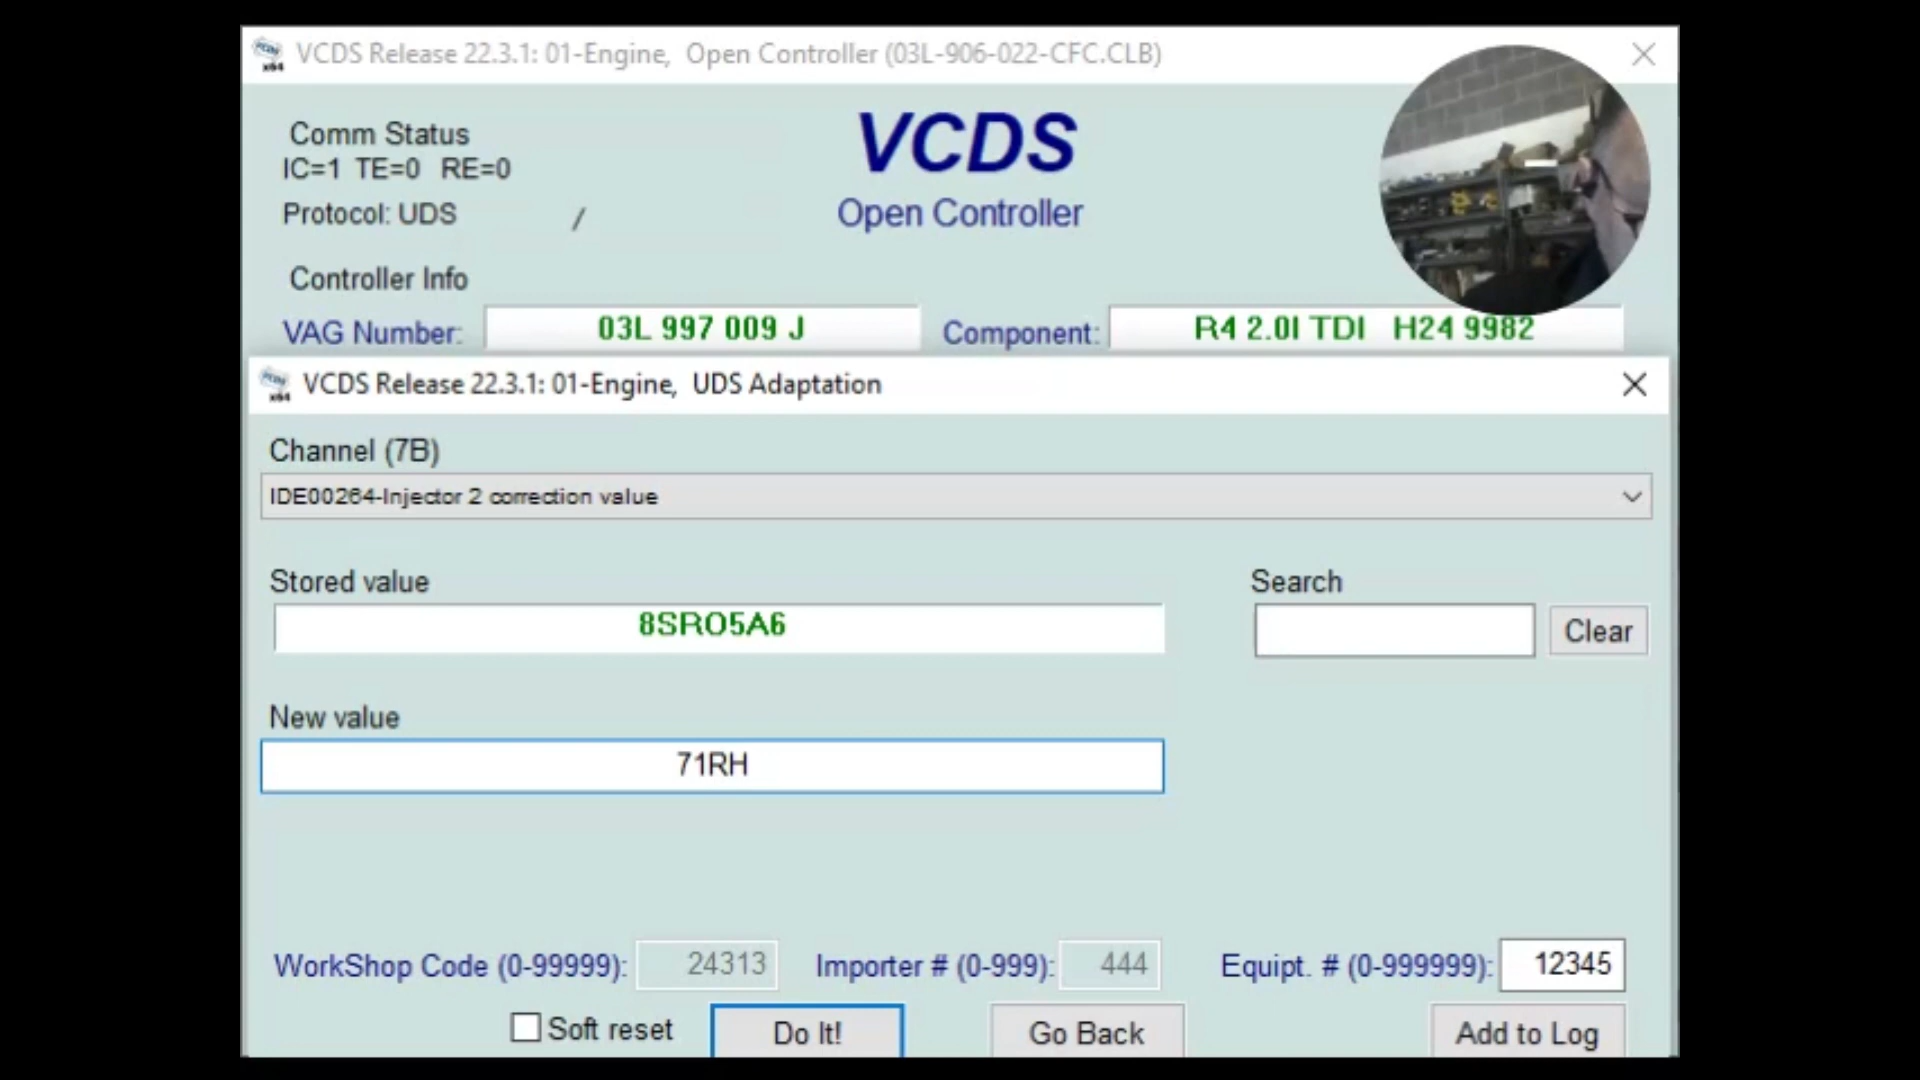 VCDS Release 22.3.1: 01-Engine, Open Controller (03L-906-022-CFC.CLB)
Comm Status
IC=1 TE=0 RE=0
Protocol: UDS /
VCDS
Open Controller
Controller Info
VAG Number: 03L 997 009 J Component: R4 2.0l TDI H24 9982
VCDS Release 22.3.1: 01-Engine, UDS Adaptation
Channel (7B)
IDE00264-Injector 2 correction value
Stored value
8SRO5A6
Search
Clear
New value
71RH
WorkShop Code (0-99999): 24313 Importer # (0-999): 444 Equipt. # (0-999999): 12345
Soft reset Do It! Go Back Add to Log